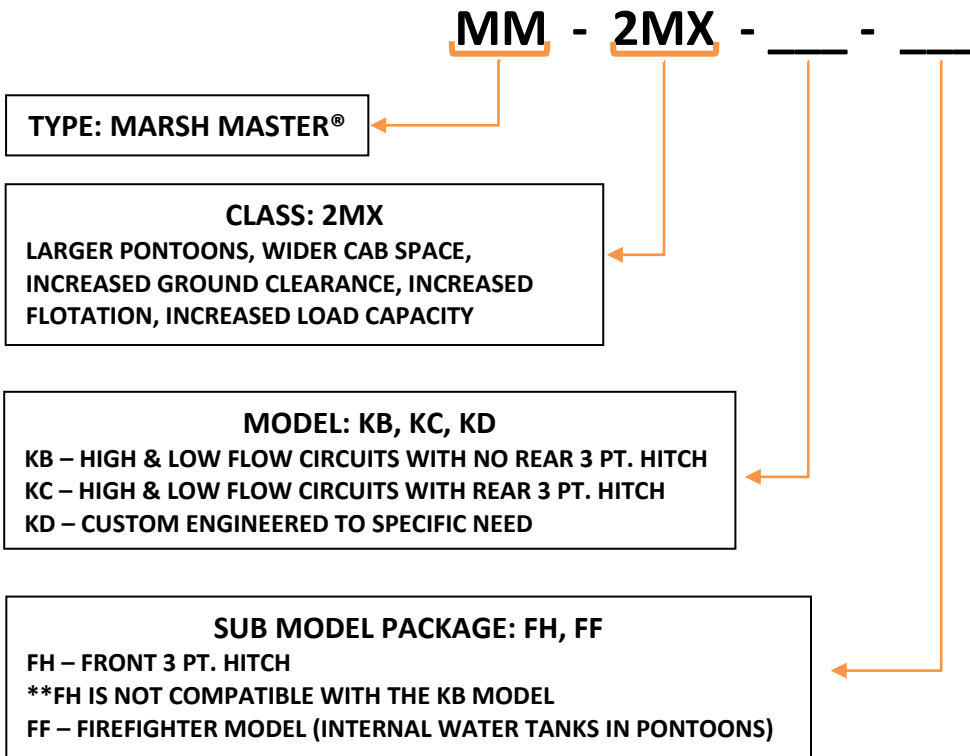 MM - 2MX - ___ - ___
TYPE: MARSH MASTER®
CLASS: 2MX
LARGER PONTOONS, WIDER CAB SPACE,
INCREASED GROUND CLEARANCE, INCREASED
FLOTATION, INCREASED LOAD CAPACITY
MODEL: KB, KC, KD
KB – HIGH & LOW FLOW CIRCUITS WITH NO REAR 3 PT. HITCH
KC – HIGH & LOW FLOW CIRCUITS WITH REAR 3 PT. HITCH
KD – CUSTOM ENGINEERED TO SPECIFIC NEED
SUB MODEL PACKAGE: FH, FF
FH – FRONT 3 PT. HITCH
**FH IS NOT COMPATIBLE WITH THE KB MODEL
FF – FIREFIGHTER MODEL (INTERNAL WATER TANKS IN PONTOONS)